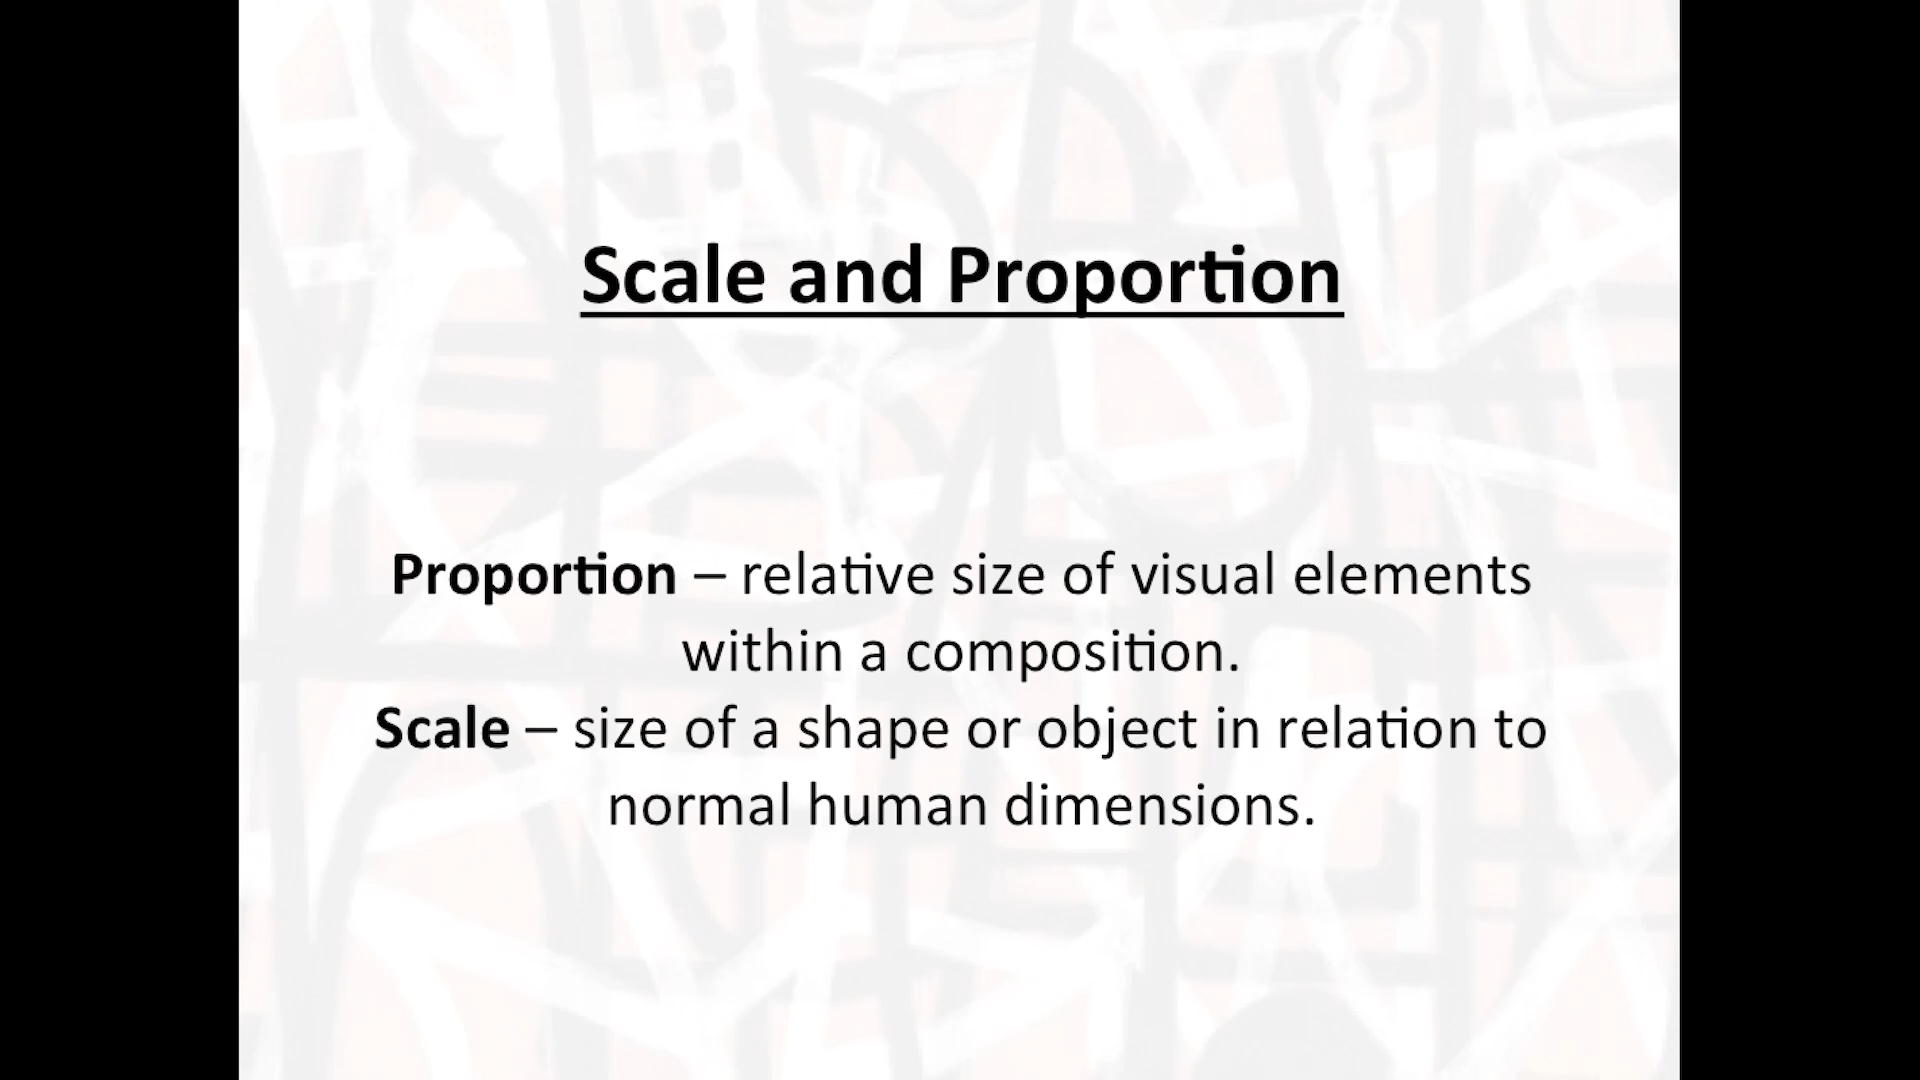 Scale and Proportion
Proportion – relative size of visual elements
within a composition.
Scale – size of a shape or object in relation to
normal human dimensions.